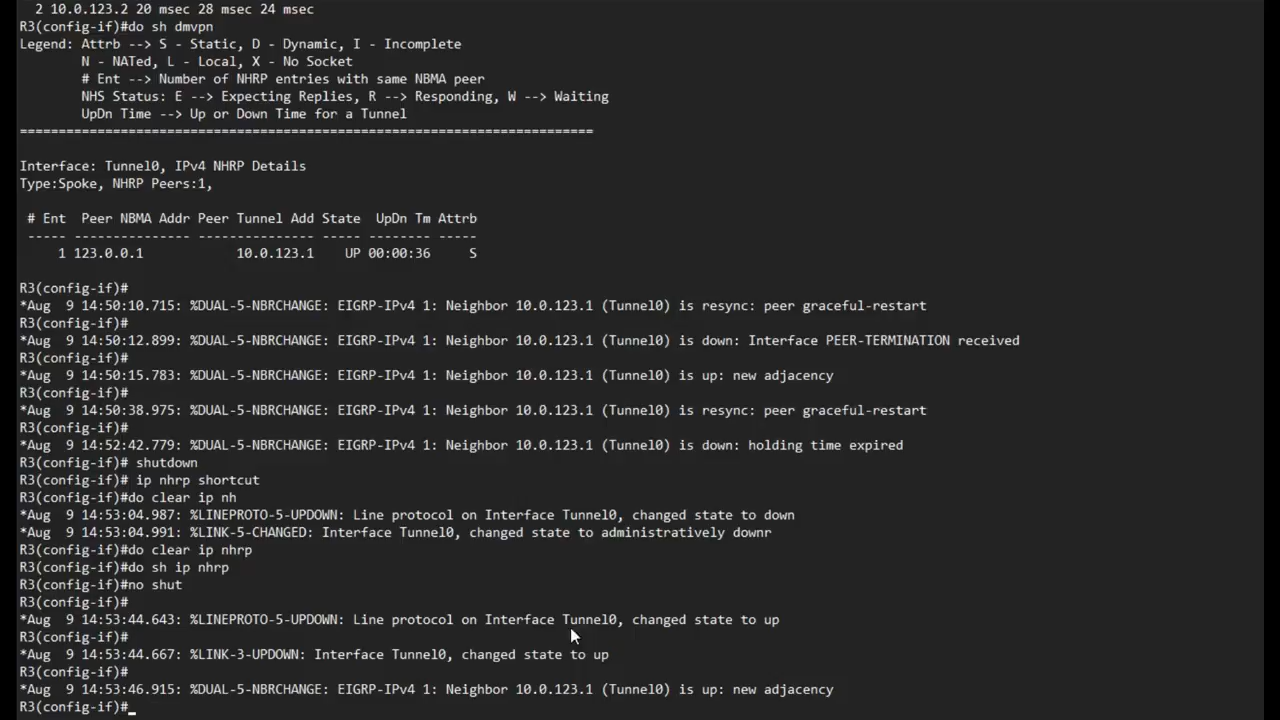 2 10.0.123.2 20 msec 28 msec 24 msec
R3(config-if)#do sh dmvpn
Legend: Attrb --> S - Static, D - Dynamic, I - Incomplete
N - NATed, L - Local, X - No Socket
# Ent --> Number of NHRP entries with same NBMA peer
NHS Status: E --> Expecting Replies, R --> Responding, W --> Waiting
UpDn Time --> Up or Down Time for a Tunnel
==========================================================================
Interface: Tunnel0, IPv4 NHRP Details
Type:Spoke, NHRP Peers:1,
# Ent  Peer NBMA Addr Peer Tunnel Add State  UpDn Tm Attrb
----- --------------- --------------- ----- -------- -----
1 123.0.0.1            10.0.123.1    UP 00:00:36     S
R3(config-if)#
*Aug  9 14:50:10.715: %DUAL-5-NBRCHANGE: EIGRP-IPv4 1: Neighbor 10.0.123.1 (Tunnel0) is resync: peer graceful-restart
R3(config-if)#
*Aug  9 14:50:12.899: %DUAL-5-NBRCHANGE: EIGRP-IPv4 1: Neighbor 10.0.123.1 (Tunnel0) is down: Interface PEER-TERMINATION received
R3(config-if)#
*Aug  9 14:50:15.783: %DUAL-5-NBRCHANGE: EIGRP-IPv4 1: Neighbor 10.0.123.1 (Tunnel0) is up: new adjacency
R3(config-if)#
*Aug  9 14:50:38.975: %DUAL-5-NBRCHANGE: EIGRP-IPv4 1: Neighbor 10.0.123.1 (Tunnel0) is resync: peer graceful-restart
R3(config-if)#
*Aug  9 14:52:42.779: %DUAL-5-NBRCHANGE: EIGRP-IPv4 1: Neighbor 10.0.123.1 (Tunnel0) is down: holding time expired
R3(config-if)# shutdown
R3(config-if)# ip nhrp shortcut
R3(config-if)#do clear ip nh
*Aug  9 14:53:04.987: %LINEPROTO-5-UPDOWN: Line protocol on Interface Tunnel0, changed state to down
*Aug  9 14:53:04.991: %LINK-5-CHANGED: Interface Tunnel0, changed state to administratively downr
R3(config-if)#do clear ip nhrp
R3(config-if)#do sh ip nhrp
R3(config-if)#no shut
R3(config-if)#
*Aug  9 14:53:44.643: %LINEPROTO-5-UPDOWN: Line protocol on Interface Tunnel0, changed state to up
R3(config-if)#
*Aug  9 14:53:44.667: %LINK-3-UPDOWN: Interface Tunnel0, changed state to up
R3(config-if)#
*Aug  9 14:53:46.915: %DUAL-5-NBRCHANGE: EIGRP-IPv4 1: Neighbor 10.0.123.1 (Tunnel0) is up: new adjacency
R3(config-if)#